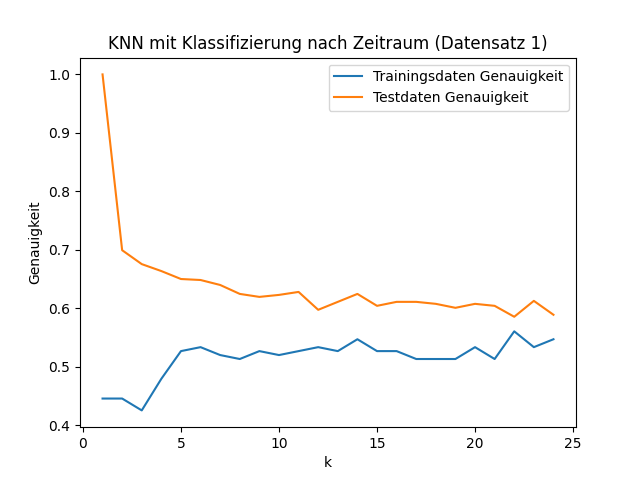 KNN mit Klassifizierung nach Zeitraum (Datensatz 1)
Trainingsdaten Genauigkeit
Testdaten Genauigkeit
Genauigkeit
1.0
0.9
0.8
0.7
0.6
0.5
0.4
0 5 10 15 20 25
k